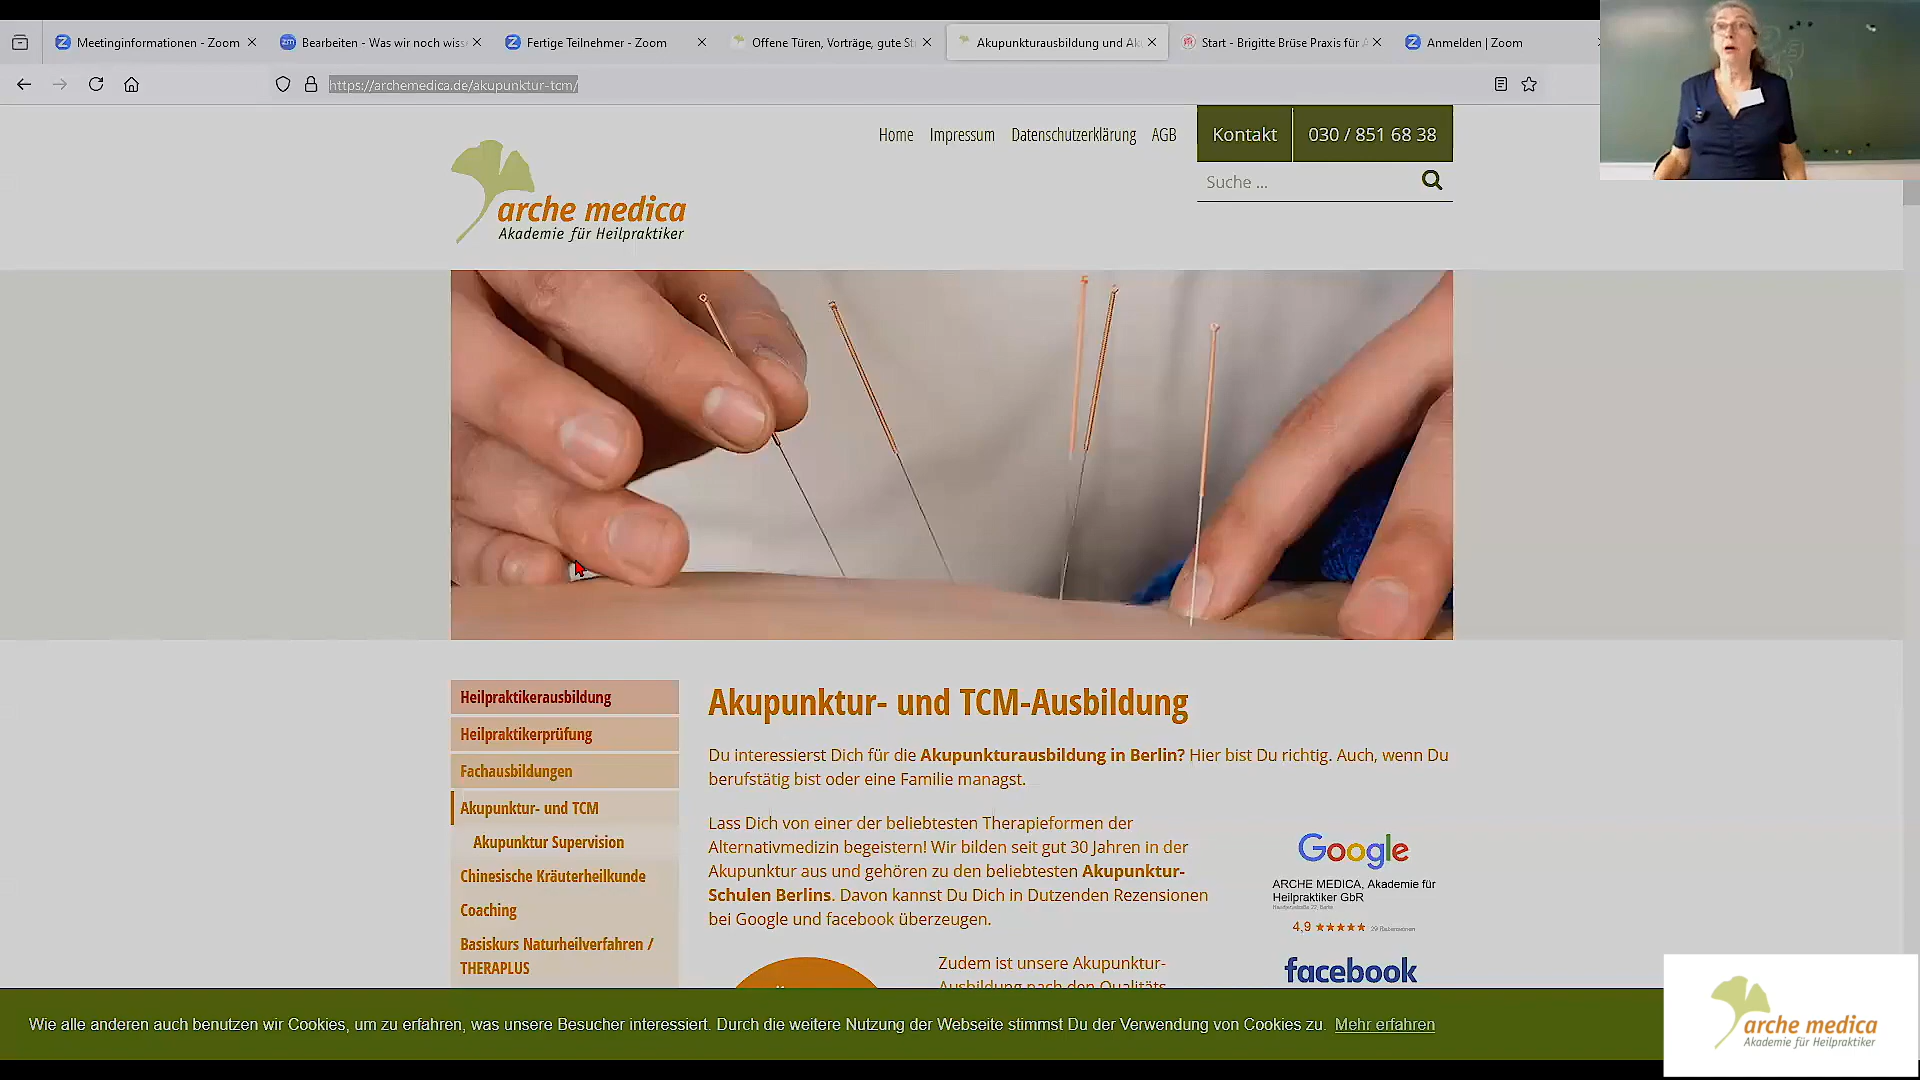 Meetinginformationen - Zoom
Bearbeiten - Was wir noch wiss
Fertige Teilnehmer - Zoom
Offene Türen, Vorträge, gute St
Akupunkturausbildung und Ak
Start - Brigitte Brüse Praxis für A
Anmelden | Zoom
https://archemedica.de/akupunktur-tcm/
Home Impressum Datenschutzerklärung AGB
Kontakt 030 / 851 68 38
Suche ...
arche medica
Akademie für Heilpraktiker
Heilpraktikerausbildung
Heilpraktikerprüfung
Fachausbildungen
Akupunktur- und TCM
Akupunktur Supervision
Chinesische Kräuterheilkunde
Coaching
Basiskurs Naturheilverfahren /
THERAPLUS
Akupunktur- und TCM-Ausbildung
Du interessierst Dich für die Akupunkturausbildung in Berlin? Hier bist Du richtig. Auch, wenn Du
berufstätig bist oder eine Familie managst.
Lass Dich von einer der beliebtesten Therapieformen der
Alternativmedizin begeistern! Wir bilden seit gut 30 Jahren in der
Akupunktur aus und gehören zu den beliebtesten Akupunktur-
Schulen Berlins. Davon kannst Du Dich in Dutzenden Rezensionen
bei Google und facebook überzeugen.
Zudem ist unsere Akupunktur-
Ausbildung nach den Qualitäts
Google
ARCHE MEDICA, Akademie für
Heilpraktiker GbR
4,9
facebook
Wie alle anderen auch benutzen wir Cookies, um zu erfahren, was unsere Besucher interessiert. Durch die weitere Nutzung der Webseite stimmst Du der Verwendung von Cookies zu. Mehr erfahren
arche medica
Akademie für Heilpraktiker